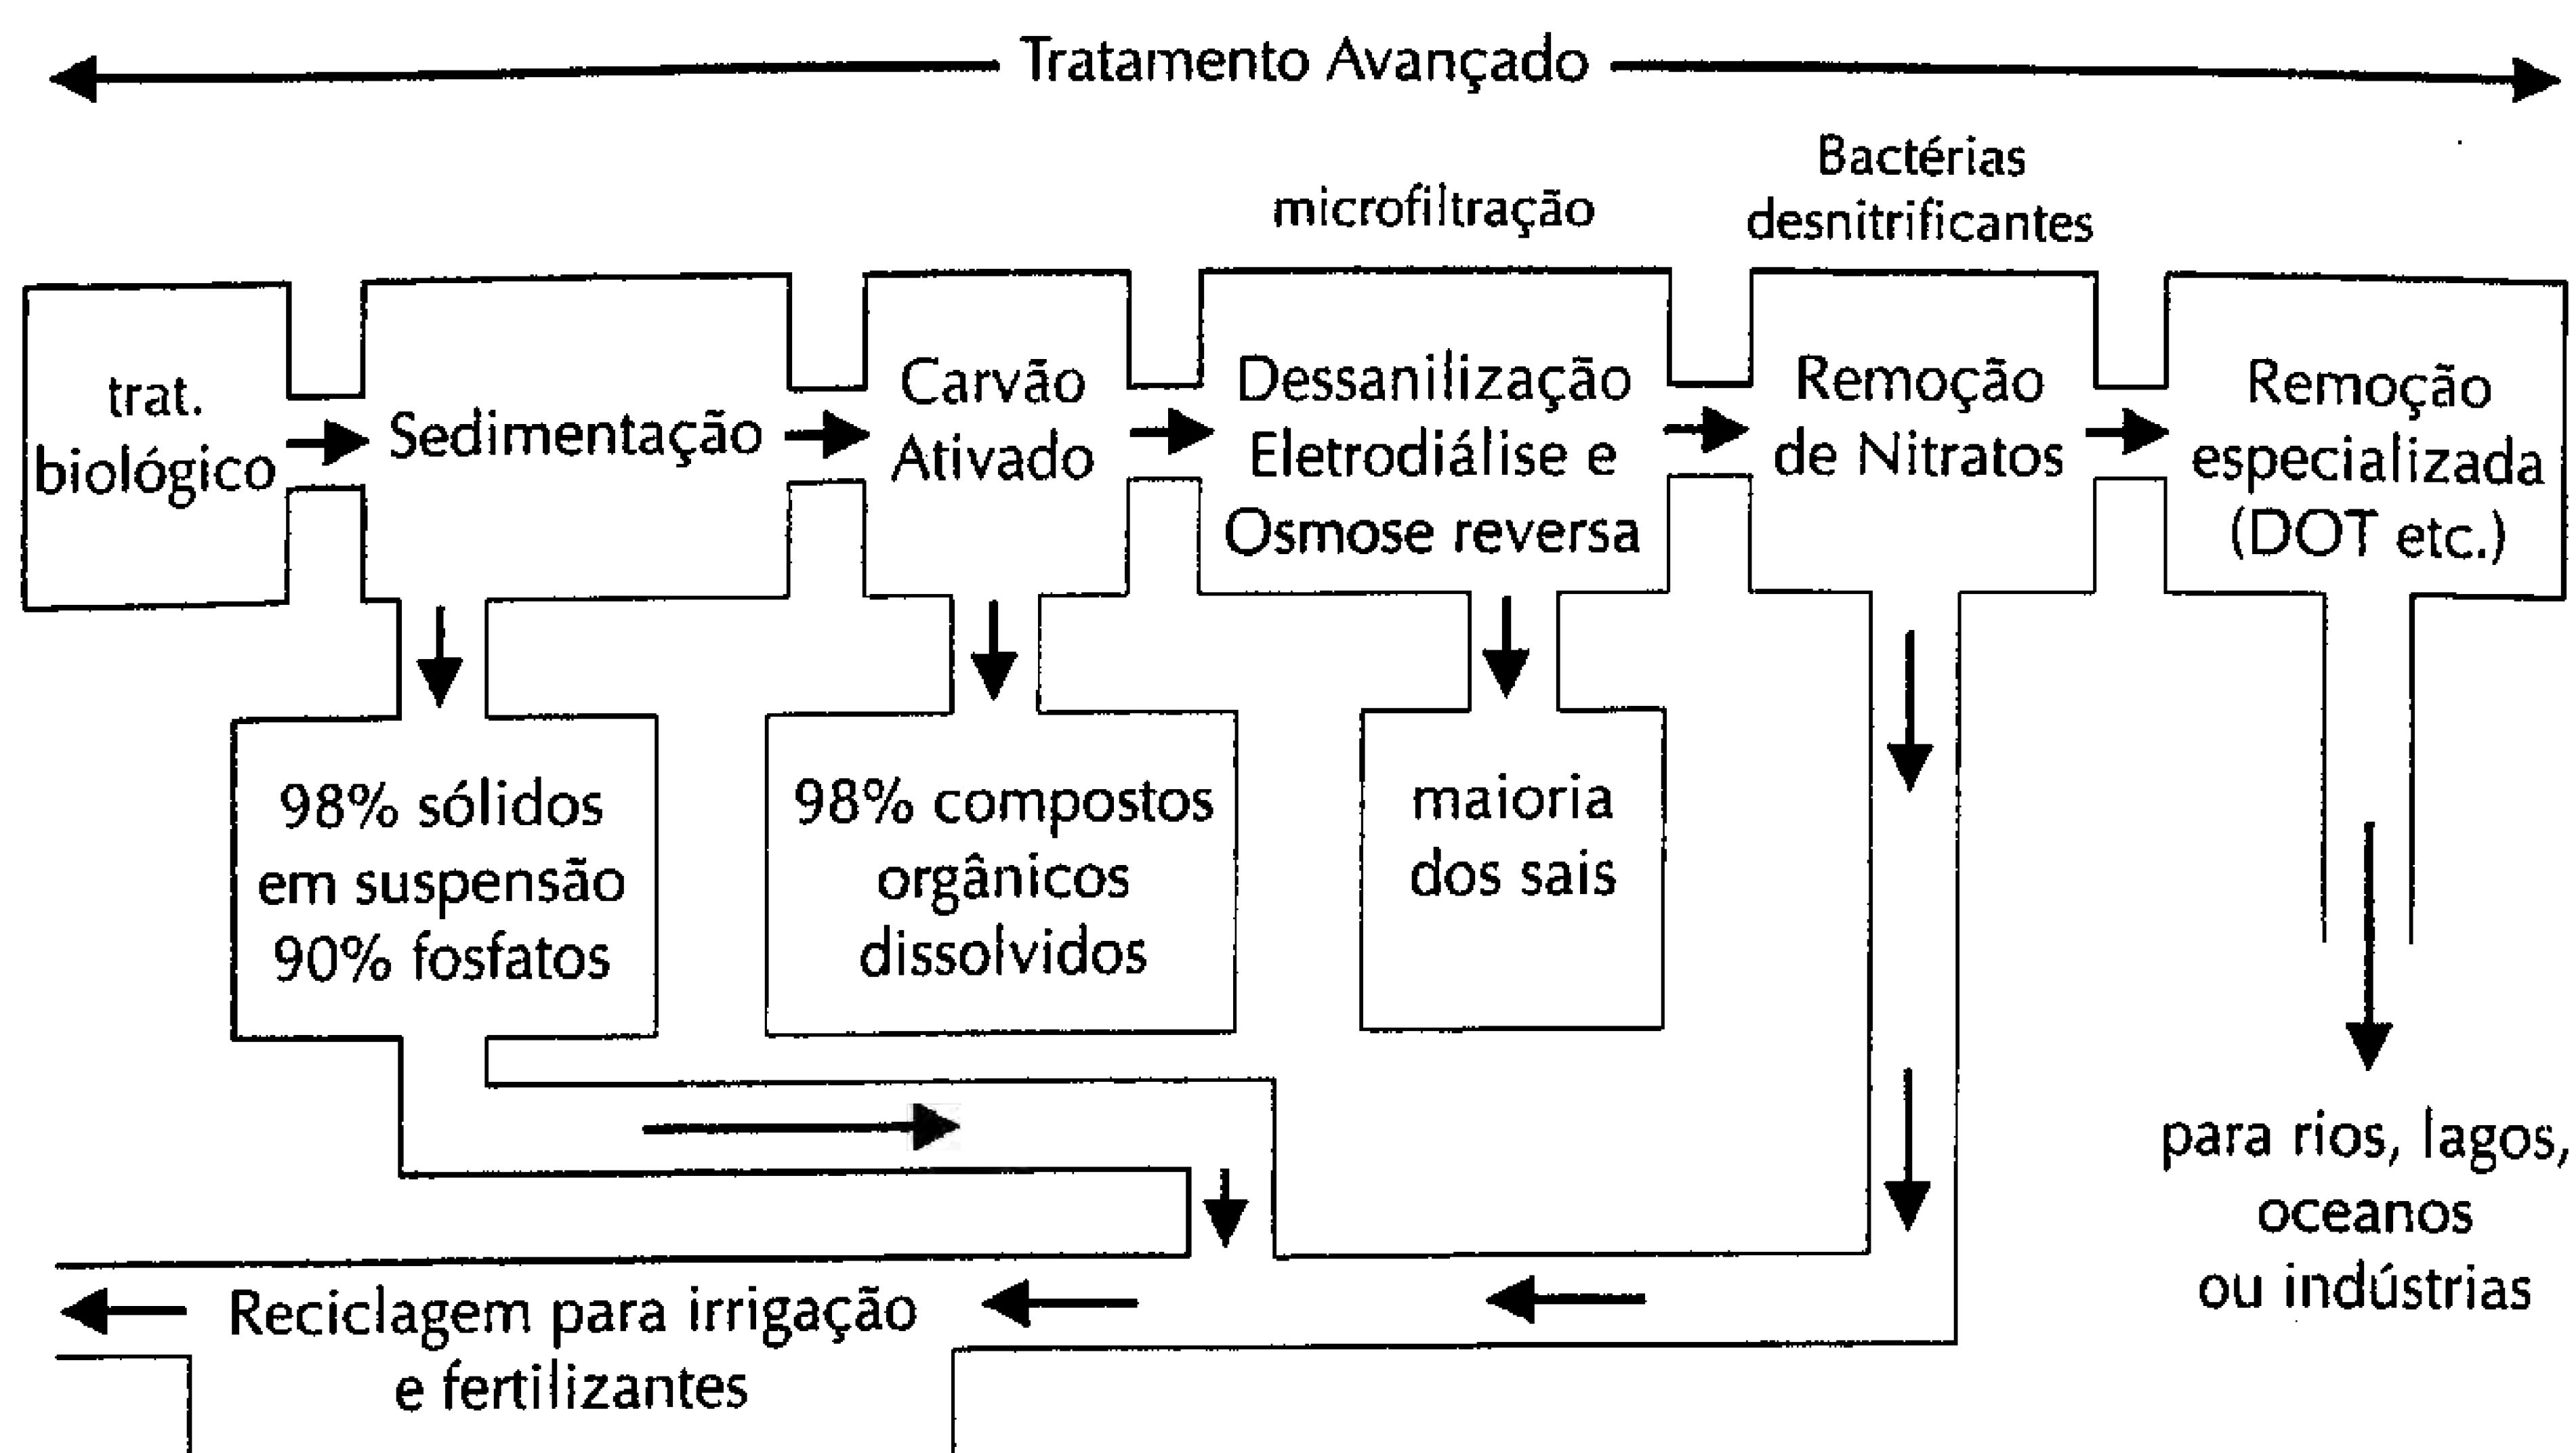 Tratamento Avançado
Bactérias
desnitrificantes
microfiltração
trat.
biológico
Sedimentação
Carvão
Ativado
Dessanilização
Eletrodiálise e
Osmose reversa
Remoção
de Nitratos
Remoção
especializada
(DOT etc.)
98% sólidos
em suspensão
90% fosfatos
98% compostos
orgânicos
dissolvidos
maioria
dos sais
para rios, lagos,
oceanos
ou indústrias
Reciclagem para irrigação
e fertilizantes